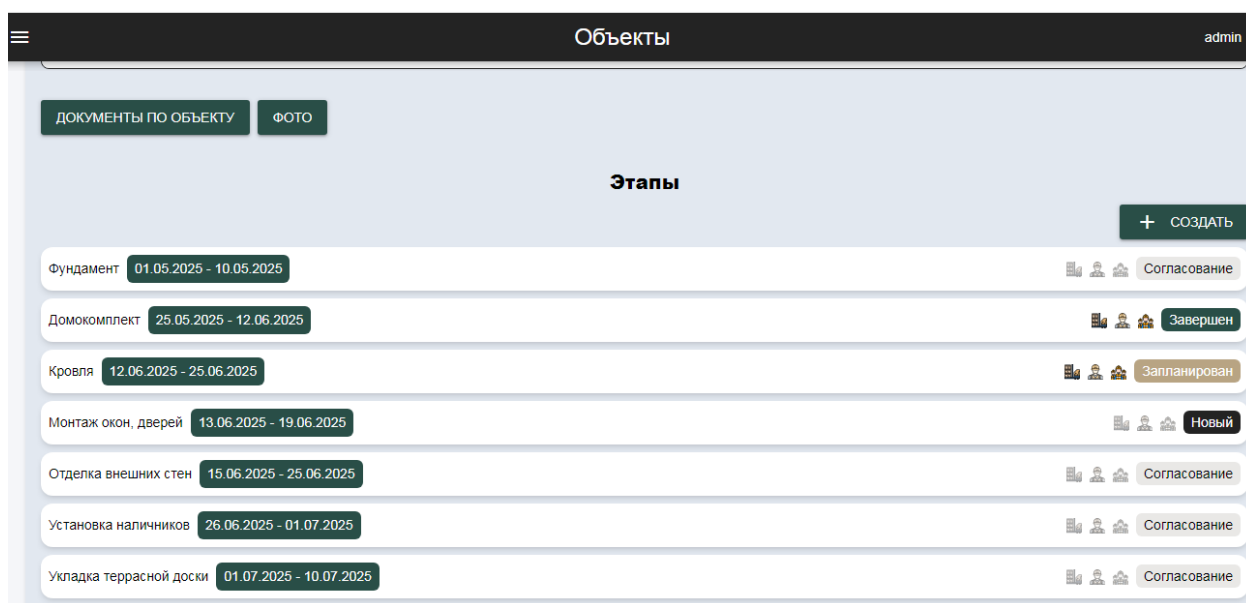 Объекты
admin
ДОКУМЕНТЫ ПО ОБЪЕКТУ ФОТО
Этапы
+ СОЗДАТЬ
Фундамент 01.05.2025 - 10.05.2025 Согласование
Домокомплект 25.05.2025 - 12.06.2025 Завершен
Кровля 12.06.2025 - 25.06.2025 Запланирован
Монтаж окон, дверей 13.06.2025 - 19.06.2025 Новый
Отделка внешних стен 15.06.2025 - 25.06.2025 Согласование
Установка наличников 26.06.2025 - 01.07.2025 Согласование
Укладка террасной доски 01.07.2025 - 10.07.2025 Согласование